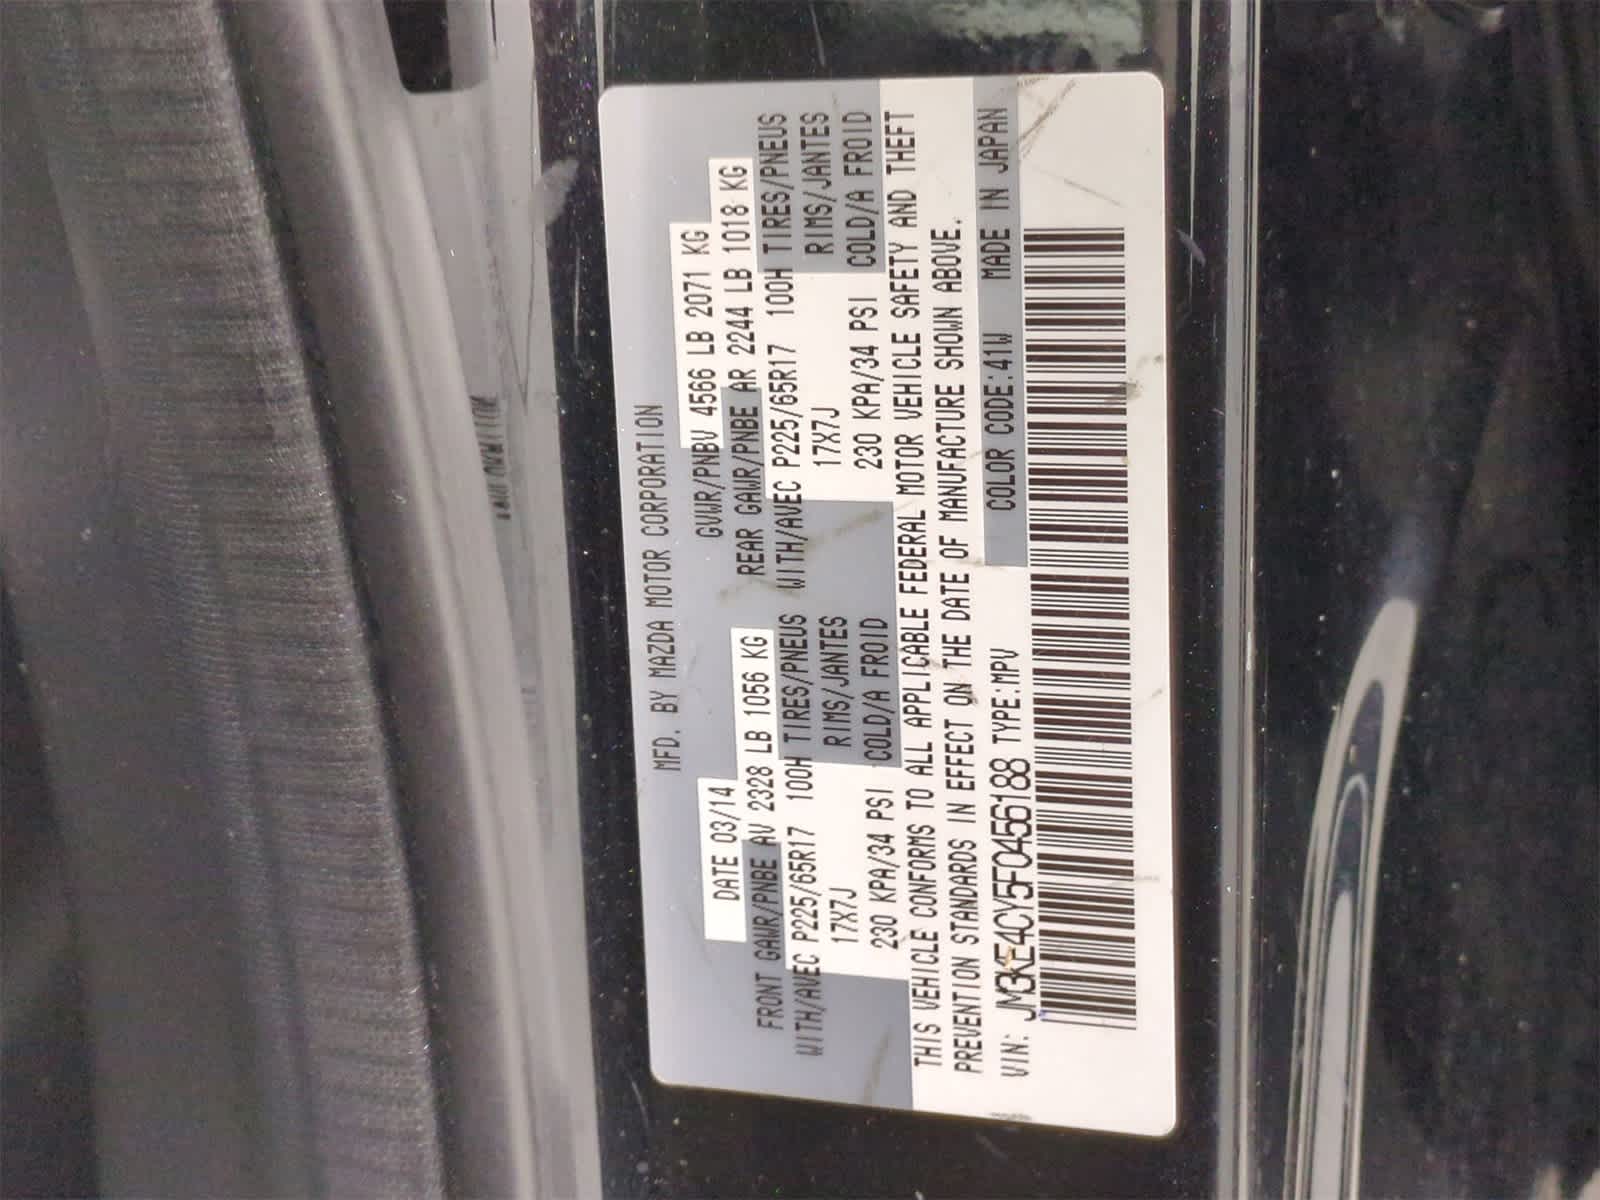 MFD. BY MAZDA MOTOR CORPORATION
DATE 03/14 GVWR/PNBV 4566 LB 2071 KG
FRONT GAWR/PNBE AV 2328 LB 1056 KG REAR GAWR/PNBE AR 2244 LB 1018 KG
WITH/AVEC P225/65R17 100H TIRES/PNEUS WITH/AVEC P225/65R17 100H TIRES/PNEUS
17X7J RIMS/JANTES 17X7J RIMS/JANTES
230 KPA/34 PSI COLD/A FROID 230 KPA/34 PSI COLD/A FROID
THIS VEHICLE CONFORMS TO ALL APPLICABLE FEDERAL MOTOR VEHICLE SAFETY AND THEFT
PREVENTION STANDARDS IN EFFECT ON THE DATE OF MANUFACTURE SHOWN ABOVE.
VIN: JM3KE4CY5F0456188 TYPE:MPV COLOR CODE:41W MADE IN JAPAN